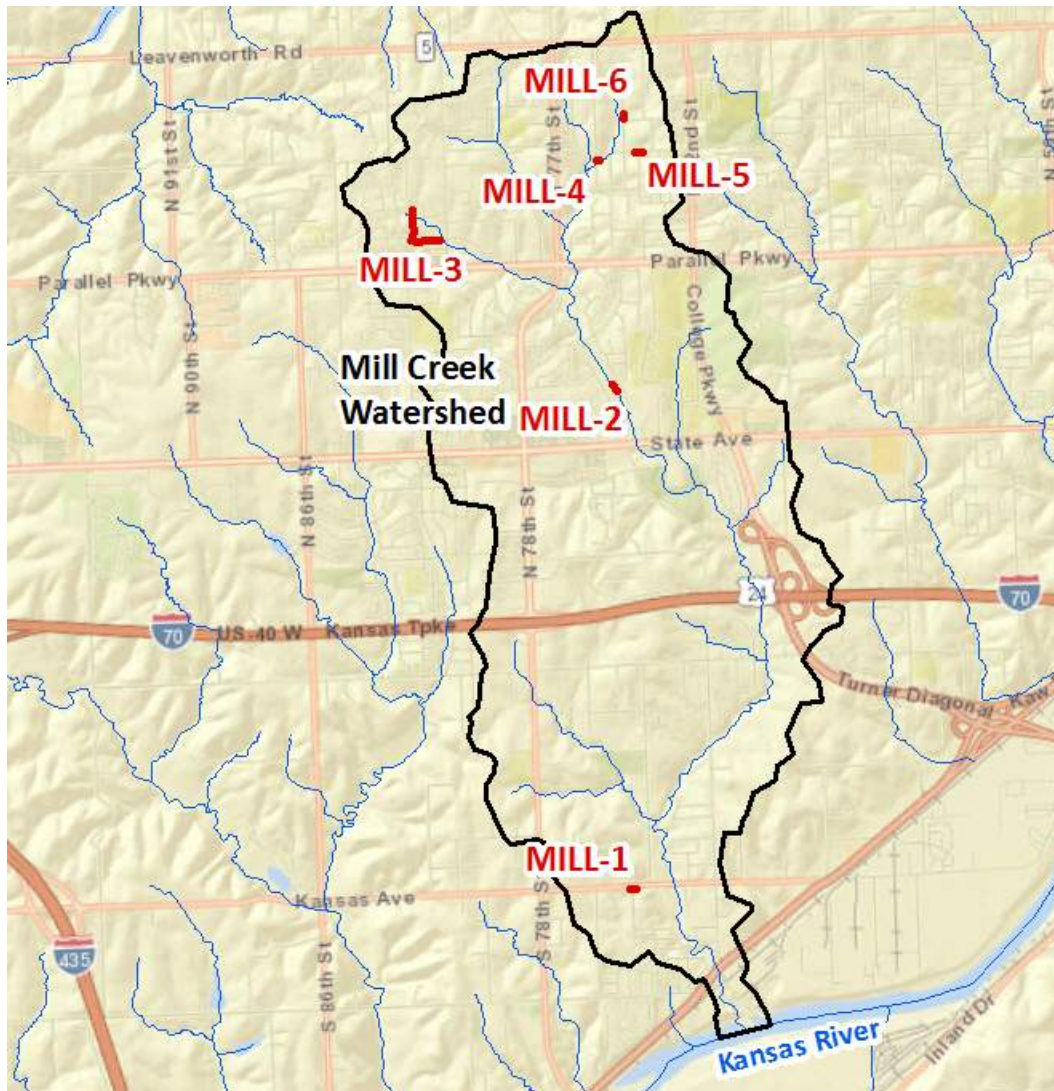 Leavenworth Rd
5
MILL-6
N 91st St
77th St
2nd St
N 59th St
MILL-4
MILL-5
MILL-3
Parallel Pkwy
Parallel Pkwy
College Pkwy
N 90th St
Mill Creek
Watershed
MILL-2
State Ave
N 86th St
N 78th St
24
70
70
US-40 W Kansas Tpke
Turner Diagonal
Kaw
MILL-1
Kansas Ave
S 78th St
435
S 86th St
Kansas River
Inland Dr